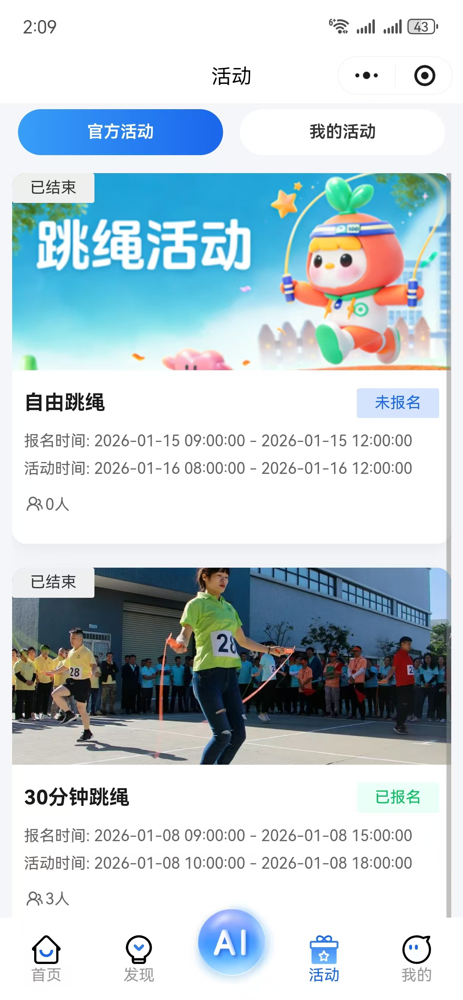 2:09
6+
43
活动
官方活动
我的活动
已结束
跳绳活动
100
自由跳绳
未报名
报名时间: 2026-01-15 09:00:00 - 2026-01-15 12:00:00
活动时间: 2026-01-16 08:00:00 - 2026-01-16 12:00:00
0人
已结束
28
28
2
2
30分钟跳绳
已报名
报名时间: 2026-01-08 09:00:00 - 2026-01-08 15:00:00
活动时间: 2026-01-08 10:00:00 - 2026-01-08 18:00:00
3人
AI
首页
发现
活动
我的